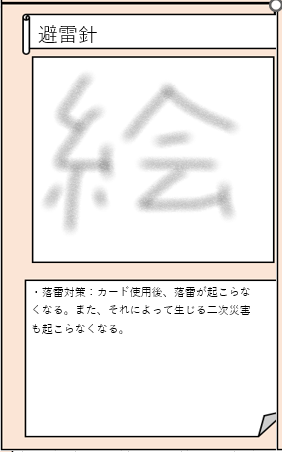 避雷針
絵
・落雷対策：カード使用後、落雷が起こらな
くなる。また、それによって生じる二次災害
も起こらなくなる。